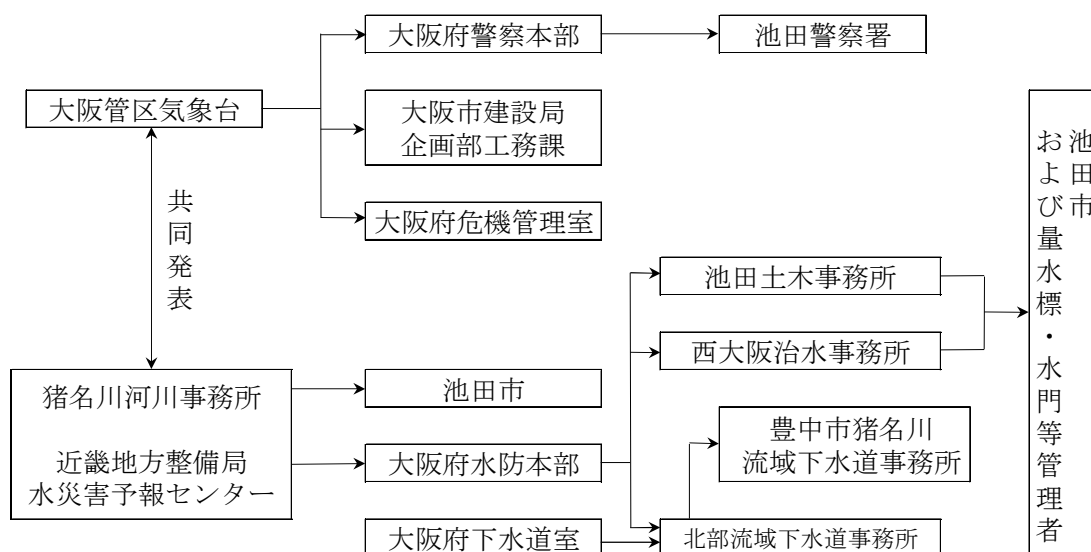 大阪府警察本部
池田警察署
大阪管区気象台
大阪市建設局
企画部工務課
大阪府危機管理室
共同発表
池田土木事務所
西大阪治水事務所
池田市
および量水標・水門等管理者
猪名川河川事務所
近畿地方整備局
水災害予報センター
池田市
大阪府水防本部
豊中市猪名川
流域下水道事務所
大阪府下水道室
北部流域下水道事務所